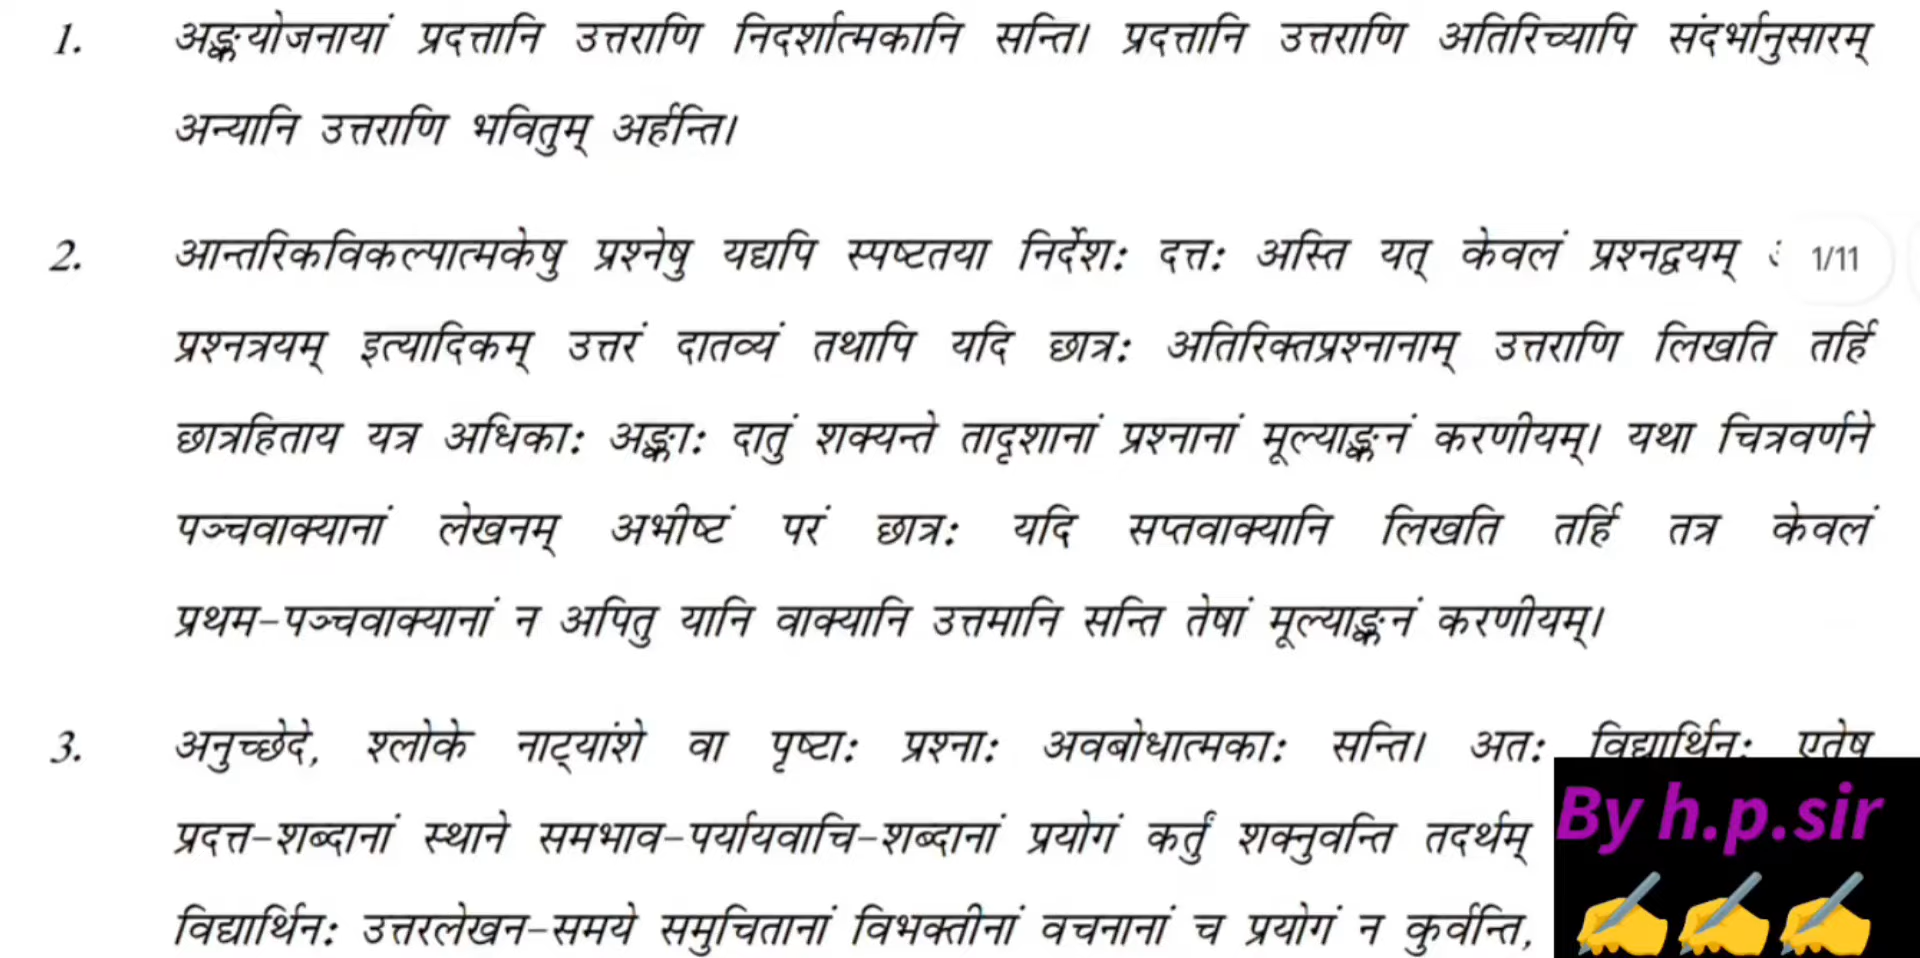 1. अङ्कयोजनायां प्रदत्तानि उत्तराणि निदर्शात्मकानि सन्ति। प्रदत्तानि उत्तराणि अतिरिच्यापि संदर्भानुसारम्
अन्यानि उत्तराणि भवितुम् अर्हन्ति।
2. आन्तरिकविकल्पात्मकेषु प्रश्नेषु यद्यपि स्पष्टतया निर्देशः दत्तः अस्ति यत् केवलं प्रश्नद्वयम् 1/11
प्रश्नत्रयम् इत्यादिकम् उत्तरं दातव्यं तथापि यदि छात्रः अतिरिक्तप्रश्नानाम् उत्तराणि लिखति तर्हि
छात्रहिताय यत्र अधिकाः अङ्काः दातुं शक्यन्ते तादृशानां प्रश्नानां मूल्याङ्कनं करणीयम्। यथा चित्रवर्णने
पञ्चवाक्यानां लेखनम् अभीष्टं परं छात्रः यदि सप्तवाक्यानि लिखति तर्हि तत्र केवलं
प्रथम-पञ्चवाक्यानां न अपितु यानि वाक्यानि उत्तमानि सन्ति तेषां मूल्याङ्कनं करणीयम्।
3. अनुच्छेदे, श्लोके नाट्यांशे वा पृष्टाः प्रश्नाः अवबोधात्मकाः सन्ति। अतः विद्यार्थिनः
प्रदत्त-शब्दानां स्थाने समभाव-पर्यायवाचि-शब्दानां प्रयोगं कर्तुं शक्नुवन्ति तदर्थम्
विद्यार्थिनः उत्तरलेखन-समये समुचितानां विभक्तीनां वचनानां च प्रयोगं न कुर्वन्ति,
By h.p.sir